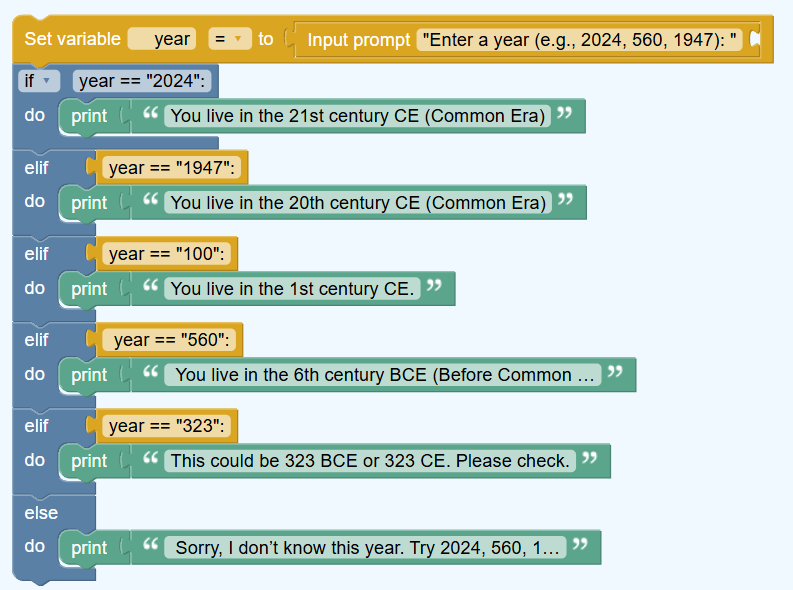 Set variable year = to Input prompt "Enter a year (e.g., 2024, 560, 1947): "
if year == "2024":
do print “ You live in the 21st century CE (Common Era) ”
elif year == "1947":
do print “ You live in the 20th century CE (Common Era) ”
elif year == "100":
do print “ You live in the 1st century CE. ”
elif year == "560":
do print “ You live in the 6th century BCE (Before Common ... ”
elif year == "323":
do print “ This could be 323 BCE or 323 CE. Please check. ”
else
do print “ Sorry, I don’t know this year. Try 2024, 560, 1... ”